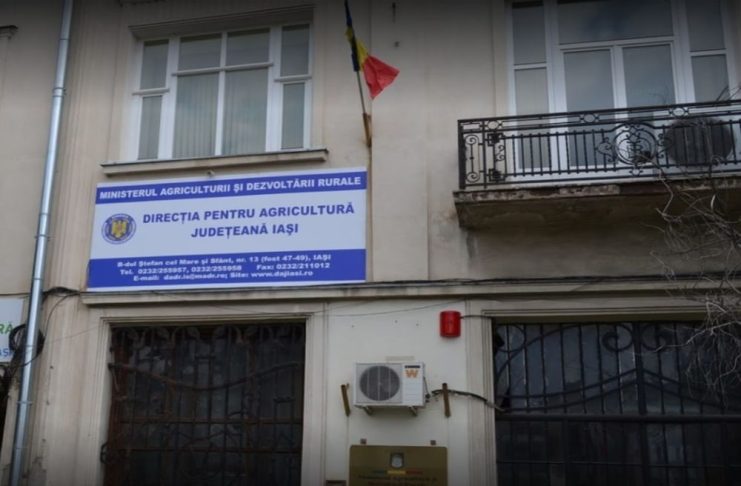 MINISTERUL AGRICULTURII ȘI DEZVOLTĂRII RURALE
DIRECȚIA PENTRU AGRICULTURĂ
JUDEȚEANĂ IAȘI
B-dul Ștefan cel Mare și Sfânt, nr. 13 (fost 47-49), IAȘI
Tel. 0232/255957, 0232/255958 Fax: 0232/211012
E-mail: dadr.is@madr.ro; Site: www.dajiasi.ro
W